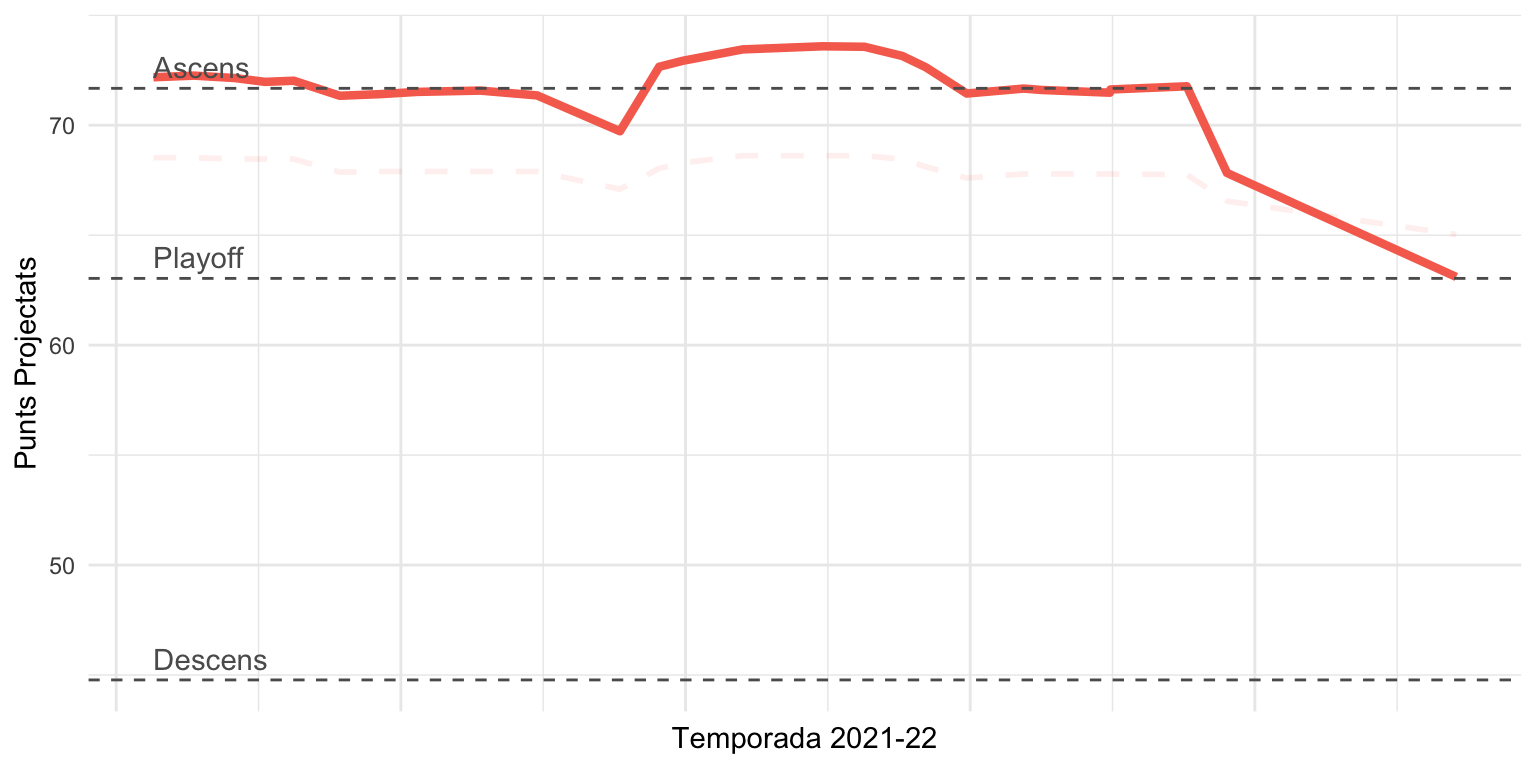 Ascens
70
Playoff
60
50
Descens
Punts Projectats
Temporada 2021-22